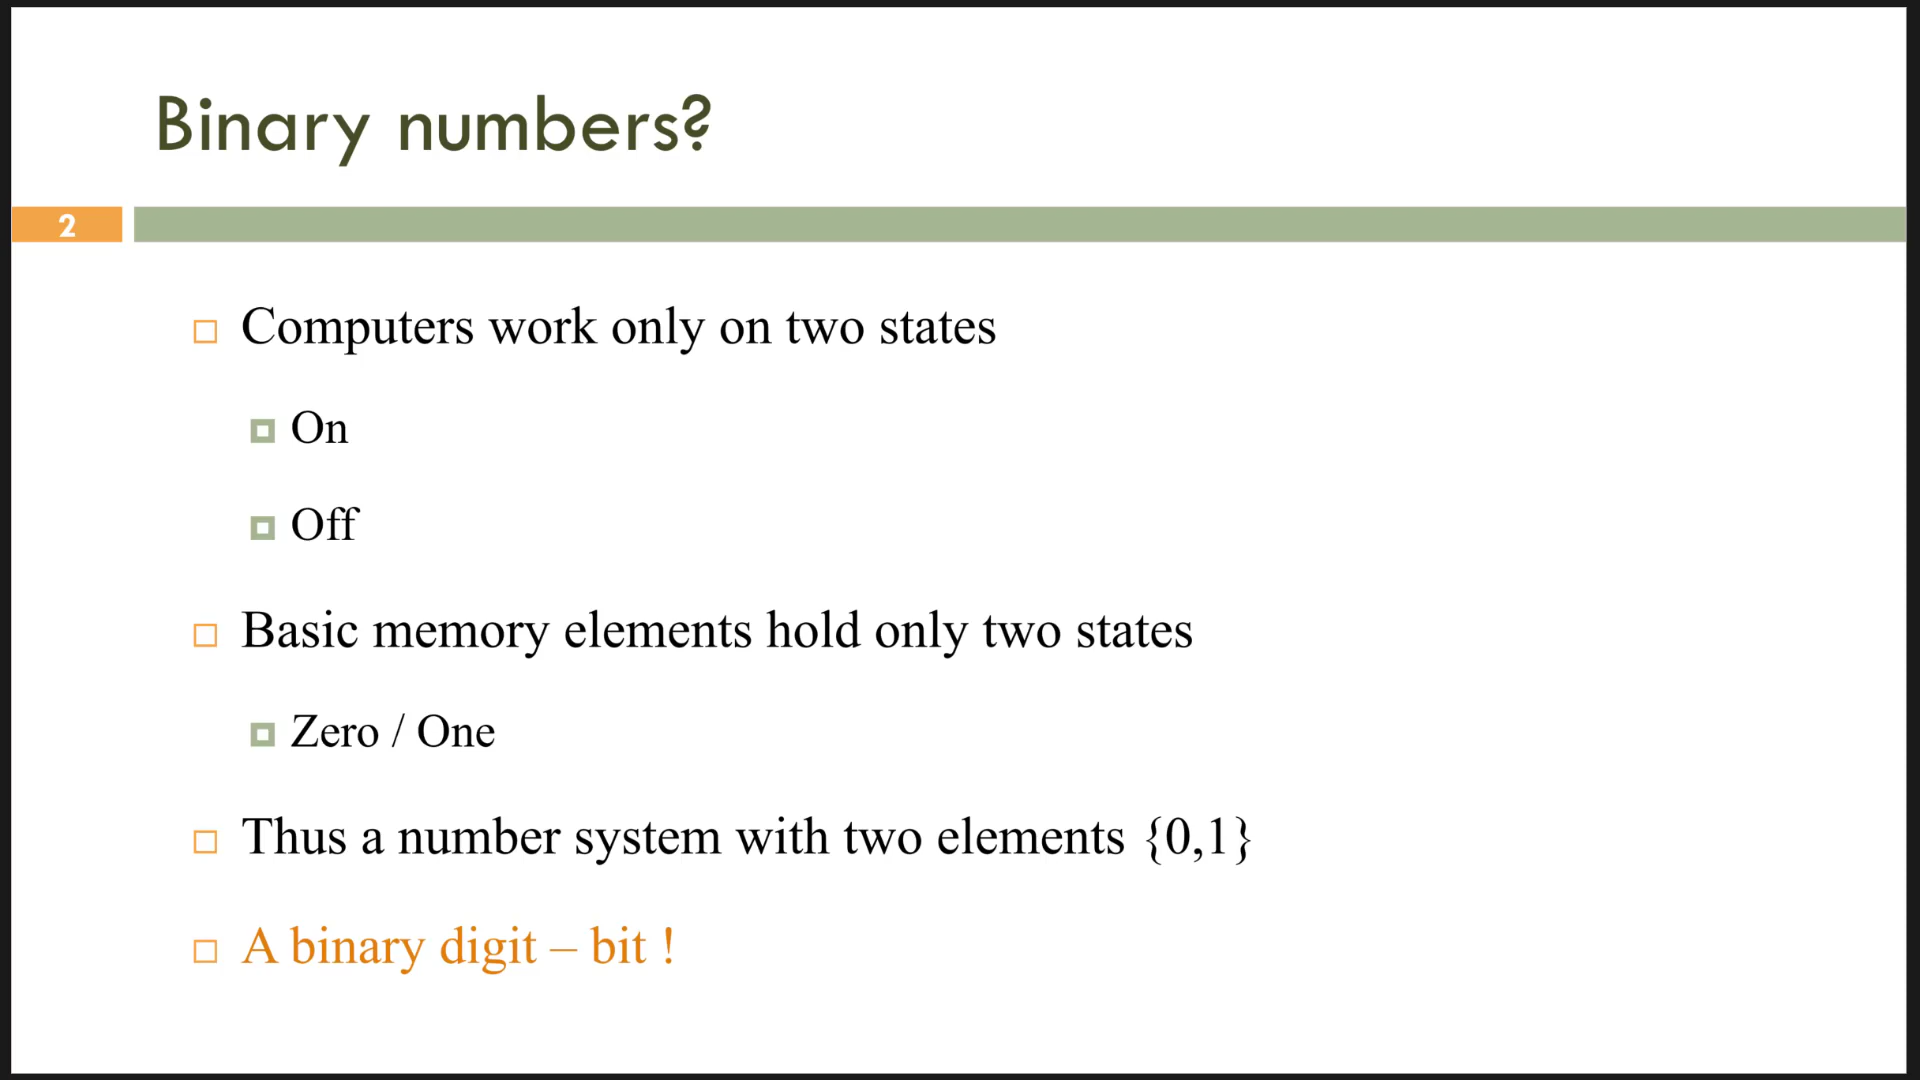 Binary numbers?
2
Computers work only on two states
On
Off
Basic memory elements hold only two states
Zero / One
Thus a number system with two elements {0,1}
A binary digit – bit !